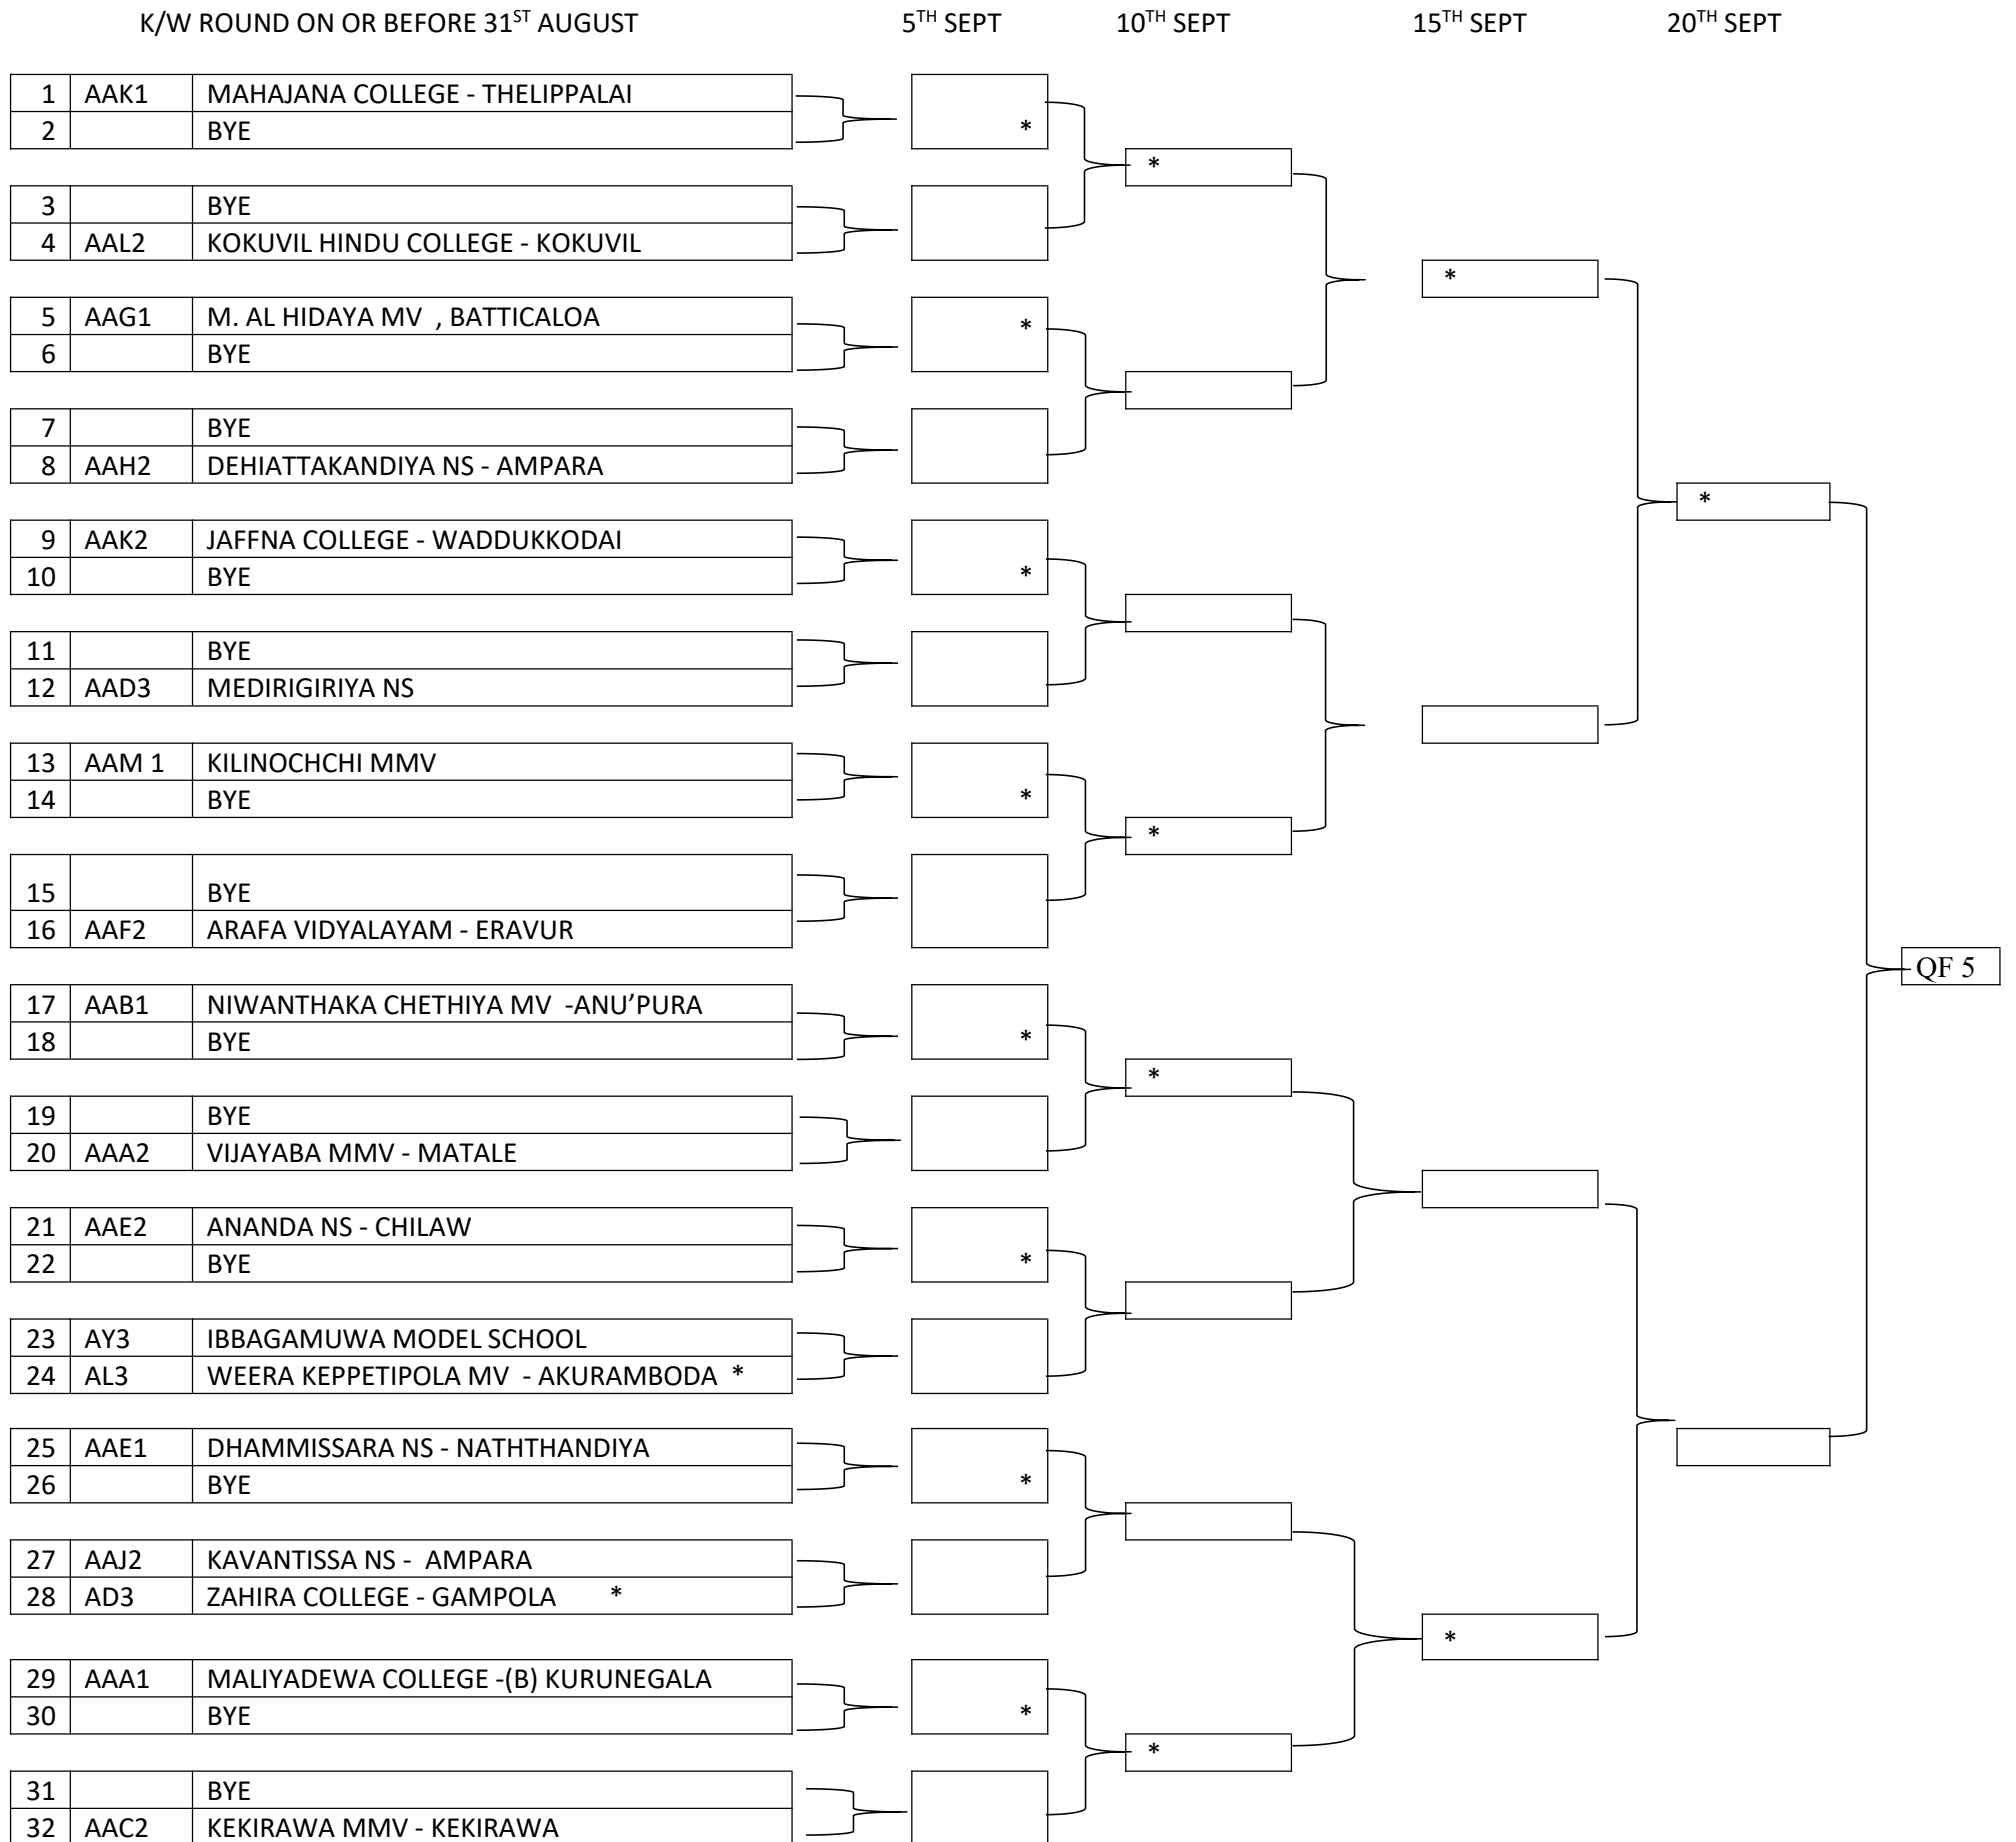 K/W ROUND ON OR BEFORE 31ST AUGUST 5TH SEPT 10TH SEPT 15TH SEPT 20TH SEPT
1 AAK1 MAHAJANA COLLEGE - THELIPPALAI
2 BYE *
*
3 BYE
4 AAL2 KOKUVIL HINDU COLLEGE - KOKUVIL
*
5 AAG1 M. AL HIDAYA MV , BATTICALOA *
6 BYE
7 BYE
8 AAH2 DEHIATTAKANDIYA NS - AMPARA
*
9 AAK2 JAFFNA COLLEGE - WADDUKKODAI
10 BYE *
11 BYE
12 AAD3 MEDIRIGIRIYA NS
13 AAM 1 KILINOCHCHI MMV
14 BYE *
*
15 BYE
16 AAF2 ARAFA VIDYALAYAM - ERAVUR
QF 5
17 AAB1 NIWANTHAKA CHETHIYA MV -ANU’PURA
18 BYE *
*
19 BYE
20 AAA2 VIJAYABA MMV - MATALE
21 AAE2 ANANDA NS - CHILAW
22 BYE *
23 AY3 IBBAGAMUWA MODEL SCHOOL
24 AL3 WEERA KEPPETIPOLA MV - AKURAMBODA *
25 AAE1 DHAMMISSARA NS - NATHTHANDIYA
26 BYE *
27 AAJ2 KAVANTISSA NS - AMPARA
28 AD3 ZAHIRA COLLEGE - GAMPOLA *
*
29 AAA1 MALIYADEWA COLLEGE -(B) KURUNEGALA
30 BYE *
*
31 BYE
32 AAC2 KEKIRAWA MMV - KEKIRAWA